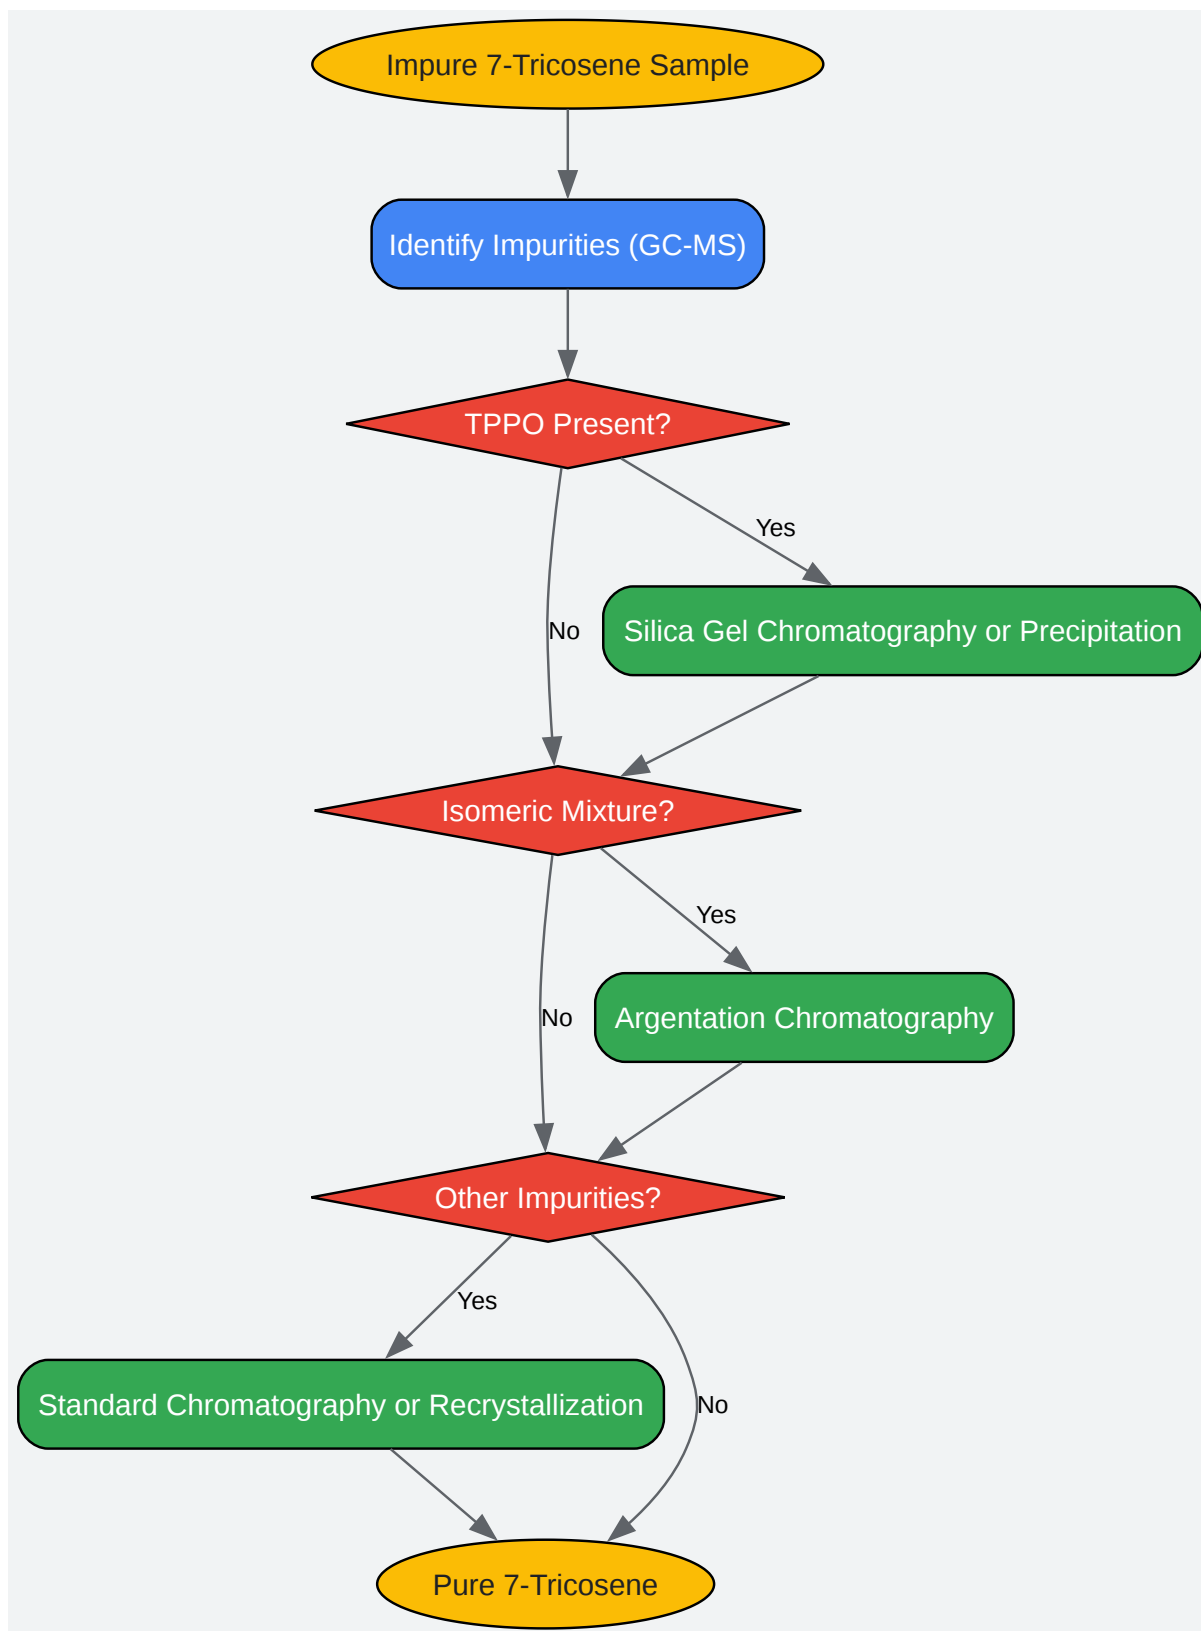 Impure 7-Tricosene Sample
Identify Impurities (GC-MS)
TPPO Present?
Yes
No
Silica Gel Chromatography or Precipitation
Isomeric Mixture?
Yes
No
Argentation Chromatography
Other Impurities?
Yes
Standard Chromatography or Recrystallization
No
Pure 7-Tricosene